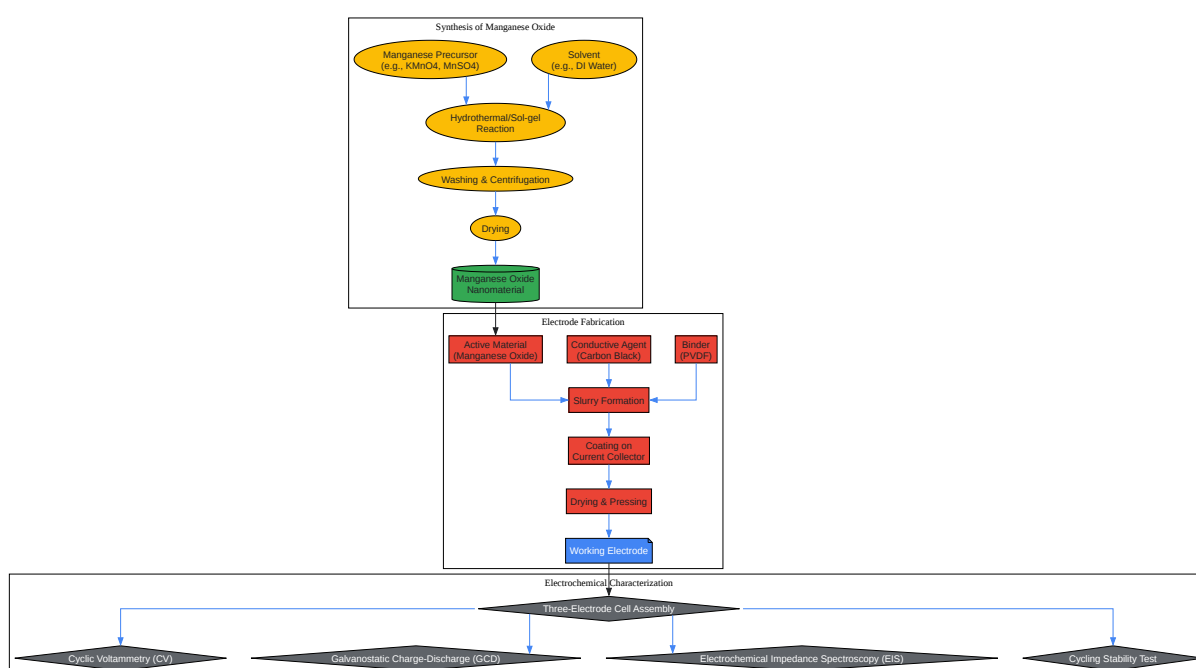 Synthesis of Manganese Oxide
Manganese Precursor
(e.g., KMnO4, MnSO4)
Solvent
(e.g., DI Water)
Hydrothermal/Sol-gel
Reaction
Washing & Centrifugation
Drying
Manganese Oxide
Nanomaterial
Electrode Fabrication
Active Material
(Manganese Oxide)
Conductive Agent
(Carbon Black)
Binder
(PVDF)
Slurry Formation
Coating on
Current Collector
Drying & Pressing
Working Electrode
Electrochemical Characterization
Three-Electrode Cell Assembly
Cyclic Voltammetry (CV)
Galvanostatic Charge-Discharge (GCD)
Electrochemical Impedance Spectroscopy (EIS)
Cycling Stability Test